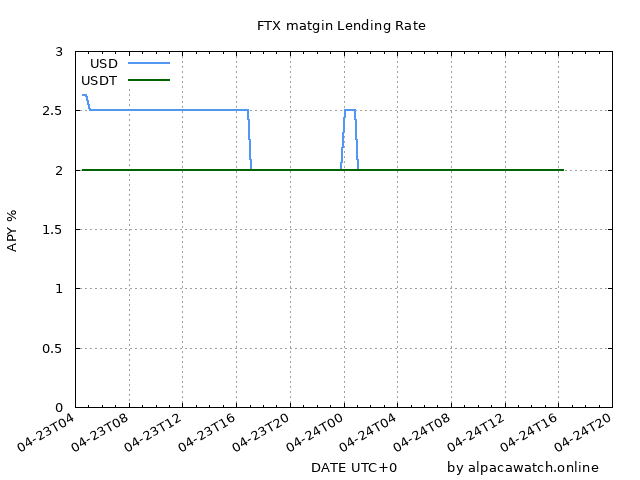 FTX matgin Lending Rate
3
USD
USDT
2.5
2
1.5
APY %
1
0.5
0
04-23T04 04-23T08 04-23T12 04-23T16 04-23T20 04-24T00 04-24T04 04-24T08 04-24T12 04-24T16 04-24T20
DATE UTC+0 by alpacawatch.online